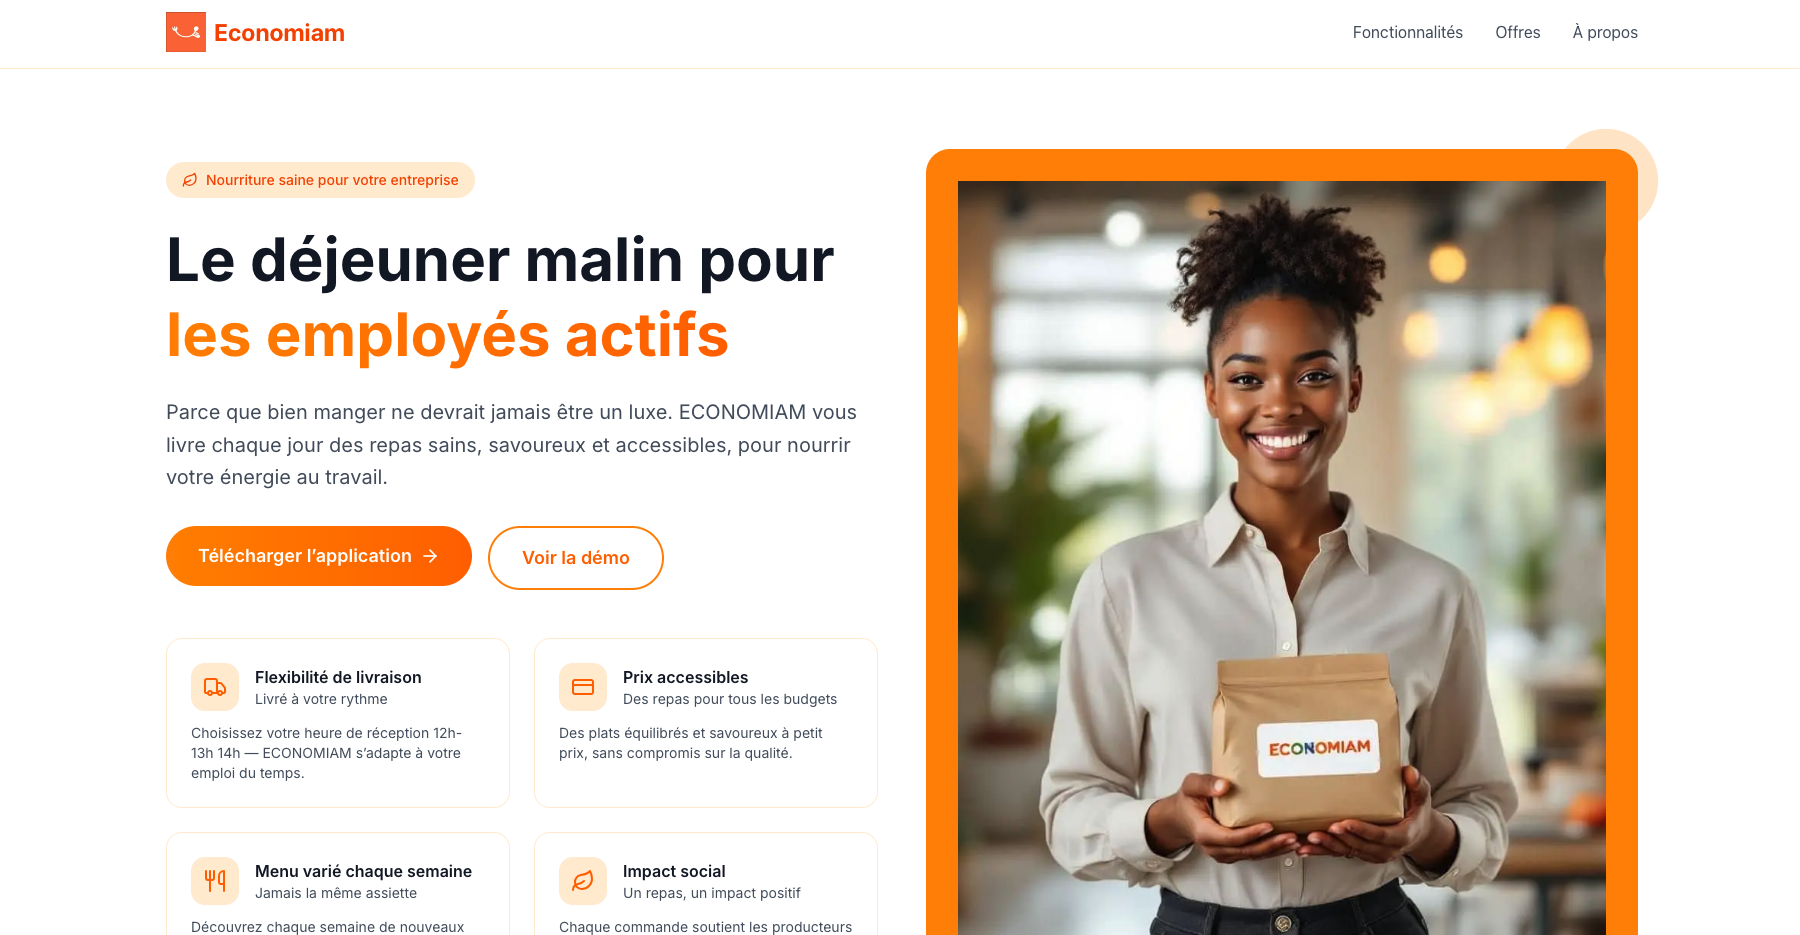 Economiam
Fonctionnalités
Offres
À propos
Nourriture saine pour votre entreprise
Le déjeuner malin pour
les employés actifs
Parce que bien manger ne devrait jamais être un luxe. ECONOMIAM vous
livre chaque jour des repas sains, savoureux et accessibles, pour nourrir
votre énergie au travail.
Télécharger l’application
Voir la démo
Flexibilité de livraison
Livré à votre rythme
Choisissez votre heure de réception 12h-
13h 14h — ECONOMIAM s’adapte à votre
emploi du temps.
Prix accessibles
Des repas pour tous les budgets
Des plats équilibrés et savoureux à petit
prix, sans compromis sur la qualité.
Menu varié chaque semaine
Jamais la même assiette
Découvrez chaque semaine de nouveaux
Impact social
Un repas, un impact positif
Chaque commande soutient les producteurs
ECONOMIAM